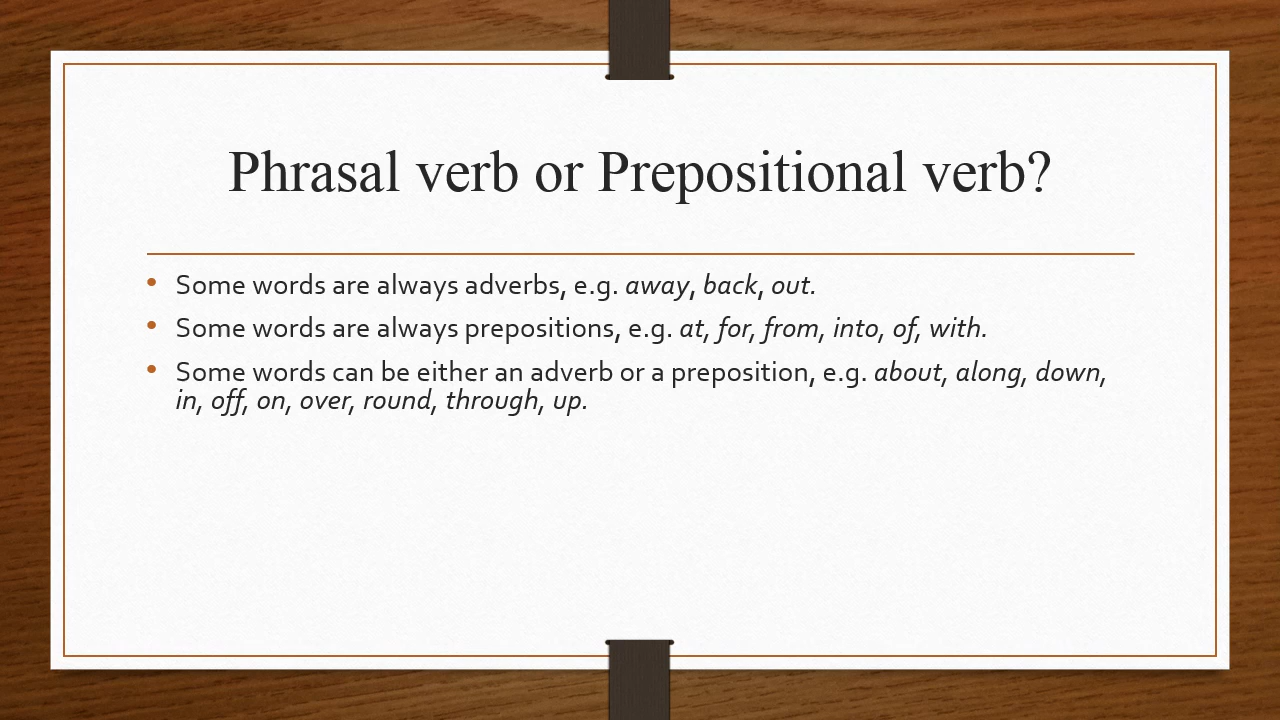 Phrasal verb or Prepositional verb?
• Some words are always adverbs, e.g. away, back, out.
• Some words are always prepositions, e.g. at, for, from, into, of, with.
• Some words can be either an adverb or a preposition, e.g. about, along, down,
in, off, on, over, round, through, up.